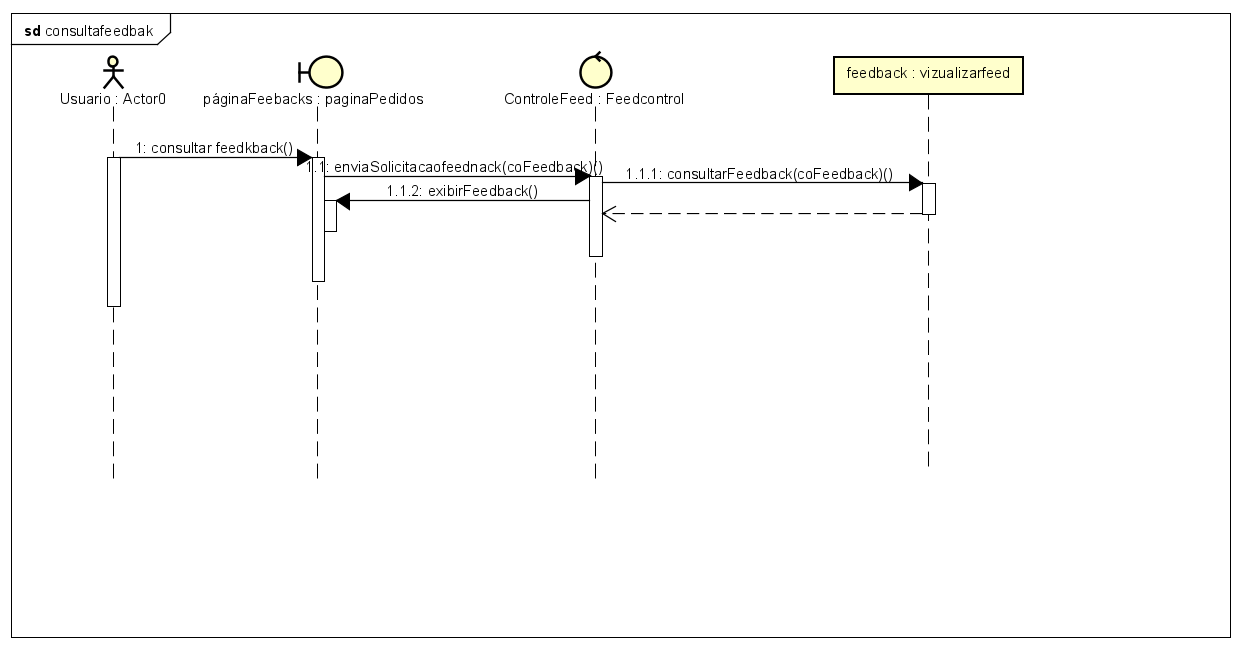 sd consultafeedbak
Usuario : Actor0
páginaFeebacks : paginaPedidos
ControleFeed : Feedcontrol
feedback : vizualizarfeed
1: consultar feedkback()
1.1: enviaSolicitacaofeednack(coFeedback)()
1.1.1: consultarFeedback(coFeedback)()
1.1.2: exibirFeedback()